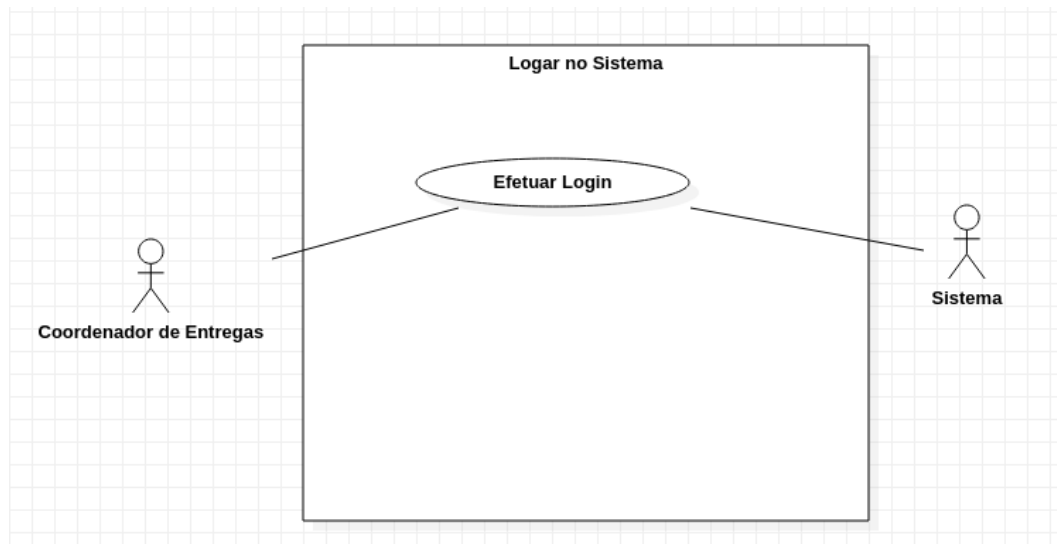 Logar no Sistema
Efetuar Login
Coordenador de Entregas
Sistema